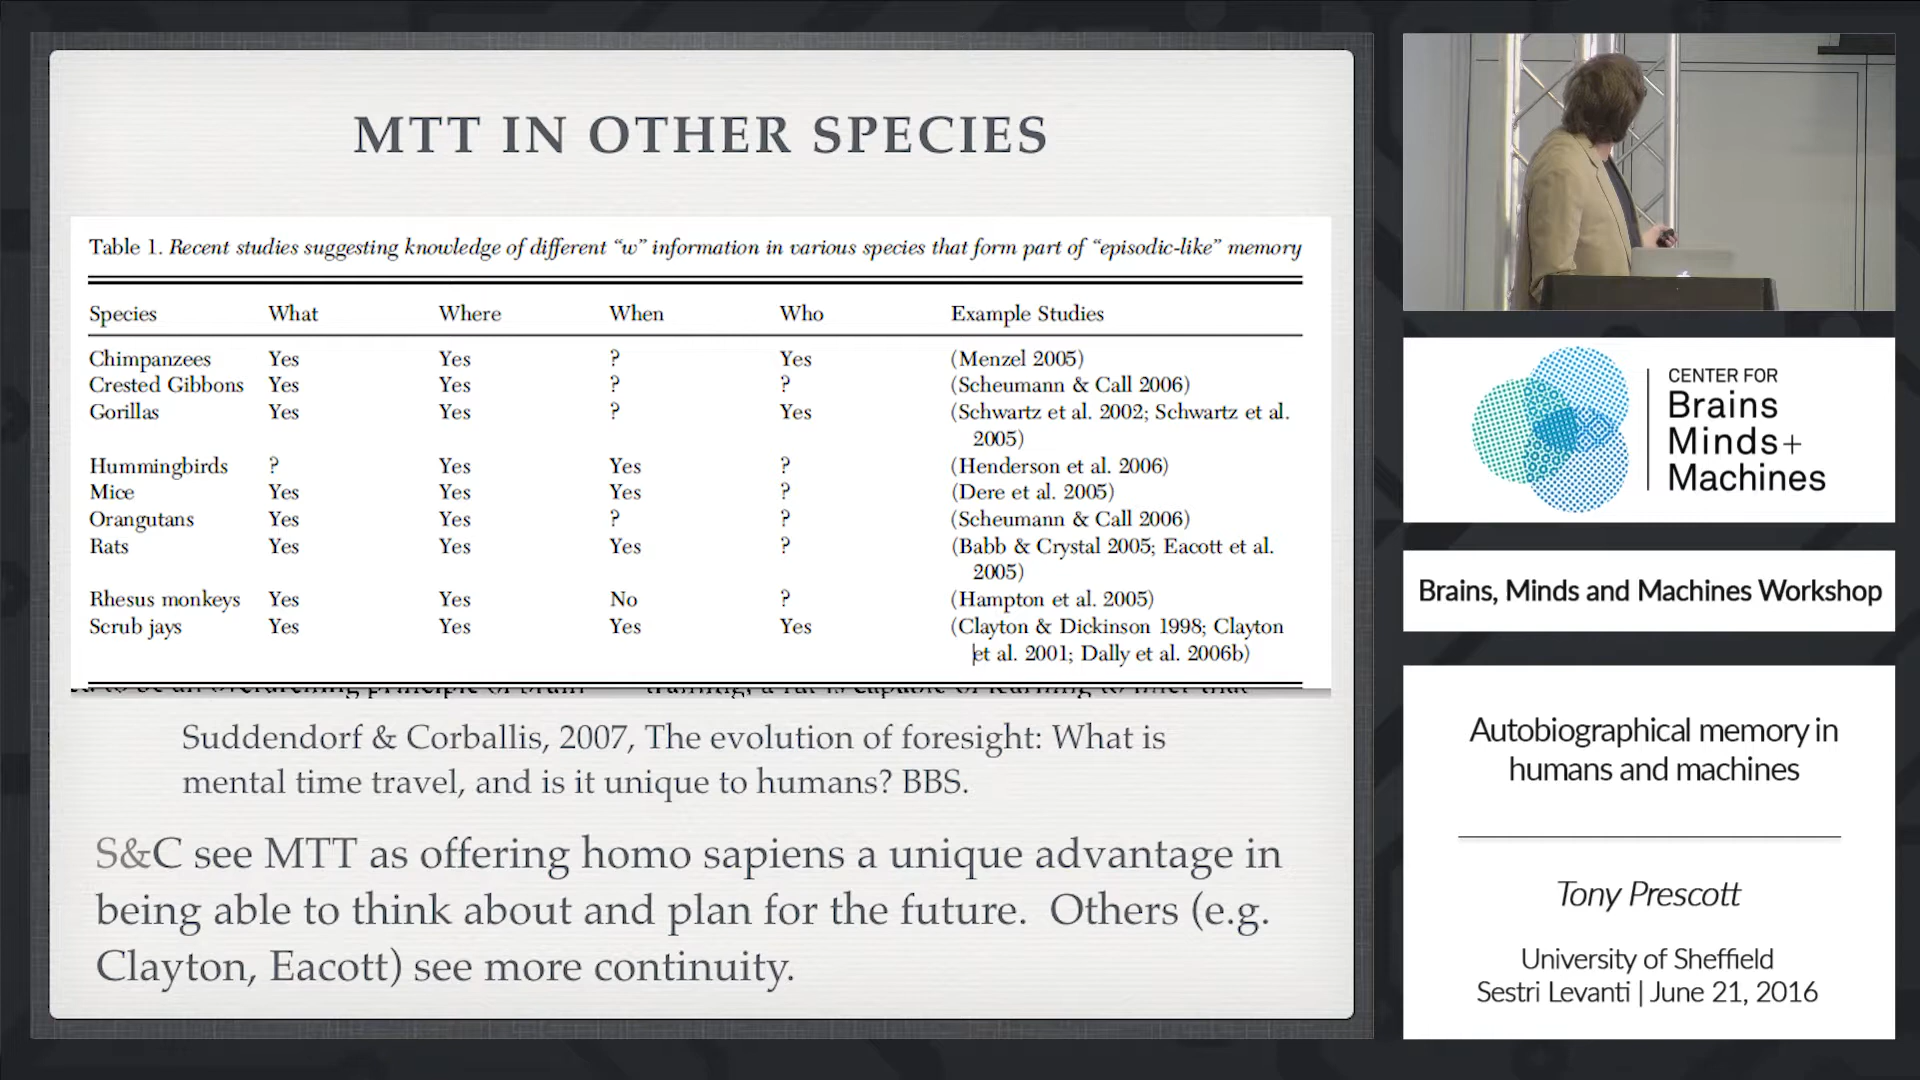 MTT IN OTHER SPECIES
Table 1. Recent studies suggesting knowledge of different “w” information in various species that form part of “episodic-like” memory
Species What Where When Who Example Studies
Chimpanzees Yes Yes ? Yes (Menzel 2005)
Crested Gibbons Yes Yes ? ? (Scheumann & Call 2006)
Gorillas Yes Yes ? Yes (Schwartz et al. 2002; Schwartz et al.
2005)
Hummingbirds ? Yes Yes ? (Henderson et al. 2006)
Mice Yes Yes Yes ? (Dere et al. 2005)
Orangutans Yes Yes ? ? (Scheumann & Call 2006)
Rats Yes Yes Yes ? (Babb & Crystal 2005; Eacott et al.
2005)
Rhesus monkeys Yes Yes No ? (Hampton et al. 2005)
Scrub jays Yes Yes Yes Yes (Clayton & Dickinson 1998; Clayton
et al. 2001; Dally et al. 2006b)
Suddendorf & Corballis, 2007, The evolution of foresight: What is
mental time travel, and is it unique to humans? BBS.
S&C see MTT as offering homo sapiens a unique advantage in
being able to think about and plan for the future. Others (e.g.
Clayton, Eacott) see more continuity.
CENTER FOR
Brains
Minds+
Machines
Brains, Minds and Machines Workshop
Autobiographical memory in
humans and machines
Tony Prescott
University of Sheffield
Sestri Levanti | June 21, 2016